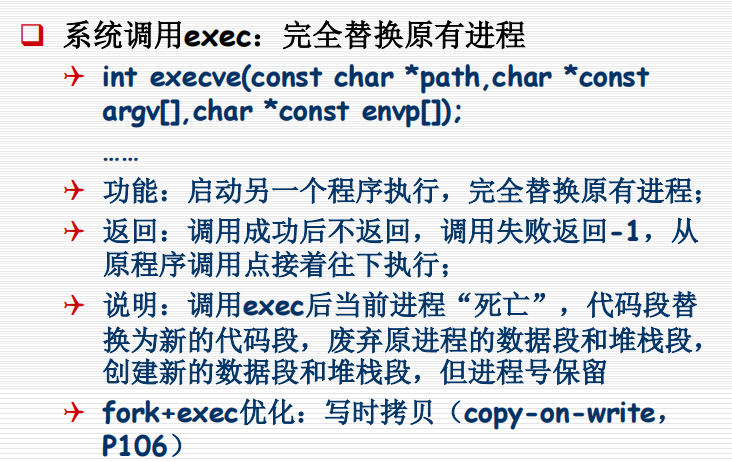 系统调用exec：完全替换原有进程
int execve(const char *path,char *const
argv[],char *const envp[]);
……
功能：启动另一个程序执行，完全替换原有进程；
返回：调用成功后不返回，调用失败返回-1，从
原程序调用点接着往下执行；
说明：调用exec后当前进程“死亡”，代码段替
换为新的代码段，废弃原进程的数据段和堆栈段，
创建新的数据段和堆栈段，但进程号保留
fork+exec优化：写时拷贝（copy-on-write，
P106）